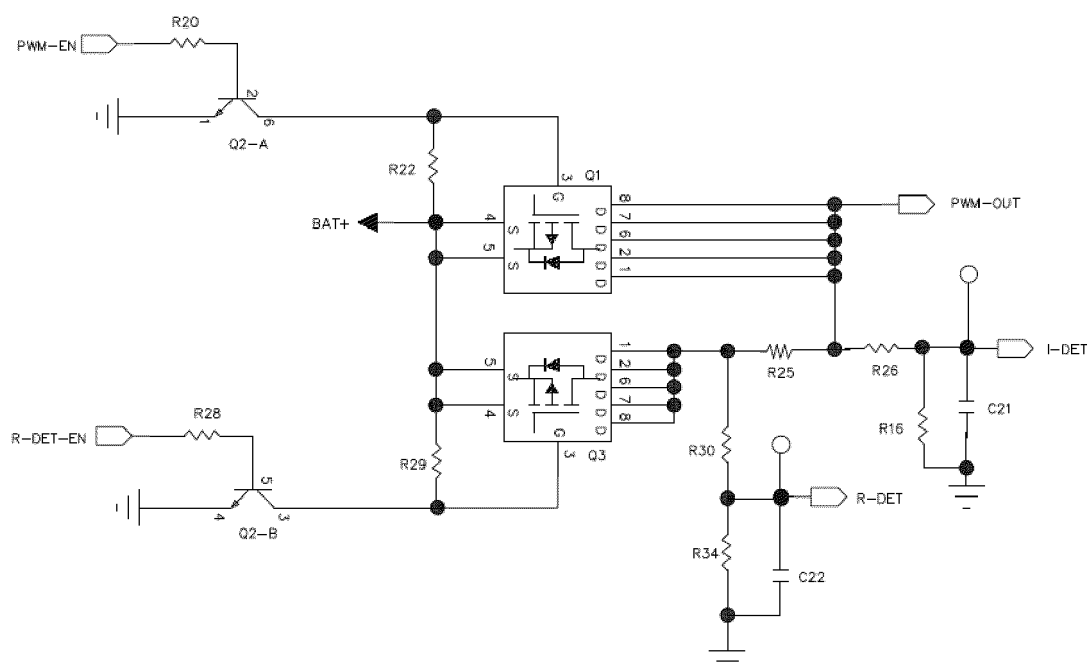 R20
PWM-EN
2
1
6
Q2-A
R22
3
Q1
G
BAT+
4
S
5
S
D
8
D
7
D
6
D
2
D
1
PWM-OUT
I-DET
5
S
4
S
D
1
D
2
D
6
D
7
D
8
G
3
Q3
R25
R26
R16
C21
R28
R-DET-EN
5
4
3
Q2-B
R29
R30
R-DET
R34
C22